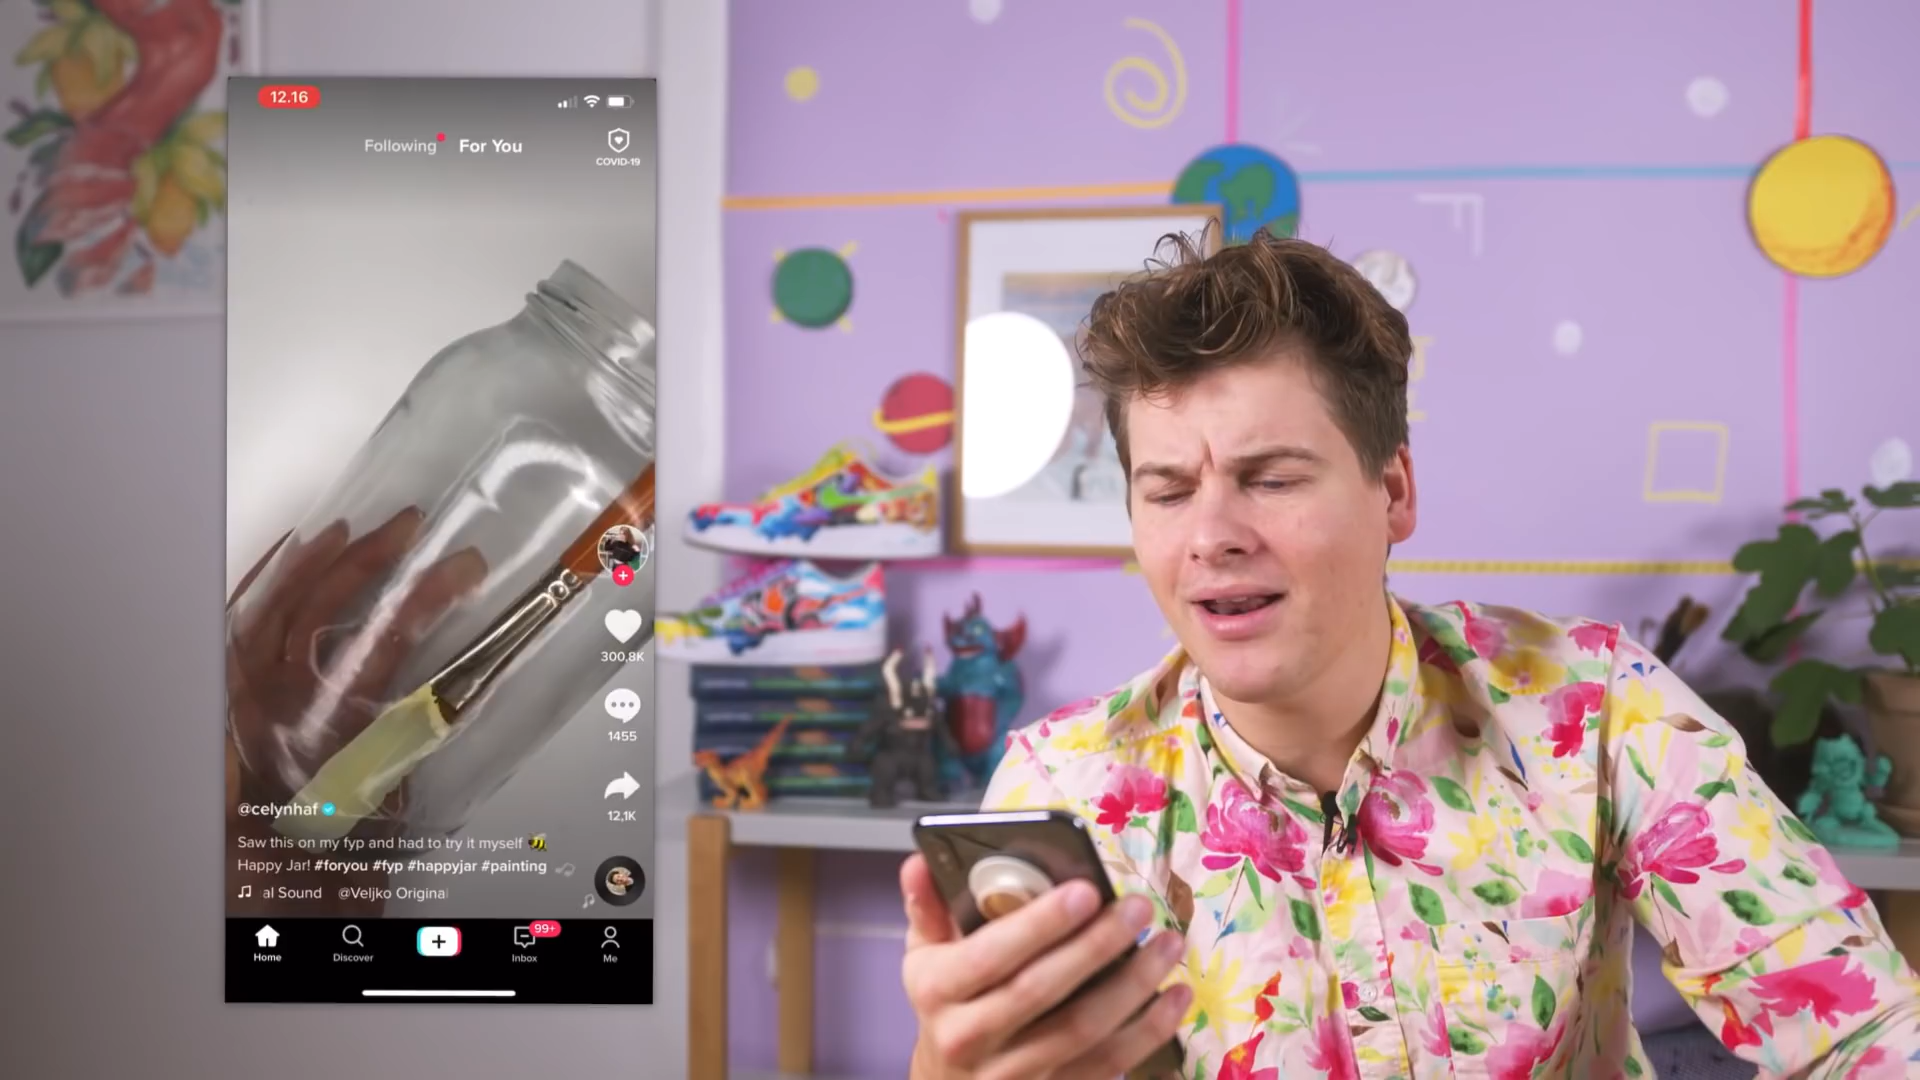 12.16
Following For You
COVID-19
300,8K
1455
12,1K
@celynhaf
Saw this on my fyp and had to try it myself 🐝
Happy Jar! #foryou #fyp #happyjar #painting
al Sound @Veljko Original
Home Discover Inbox 99+ Me